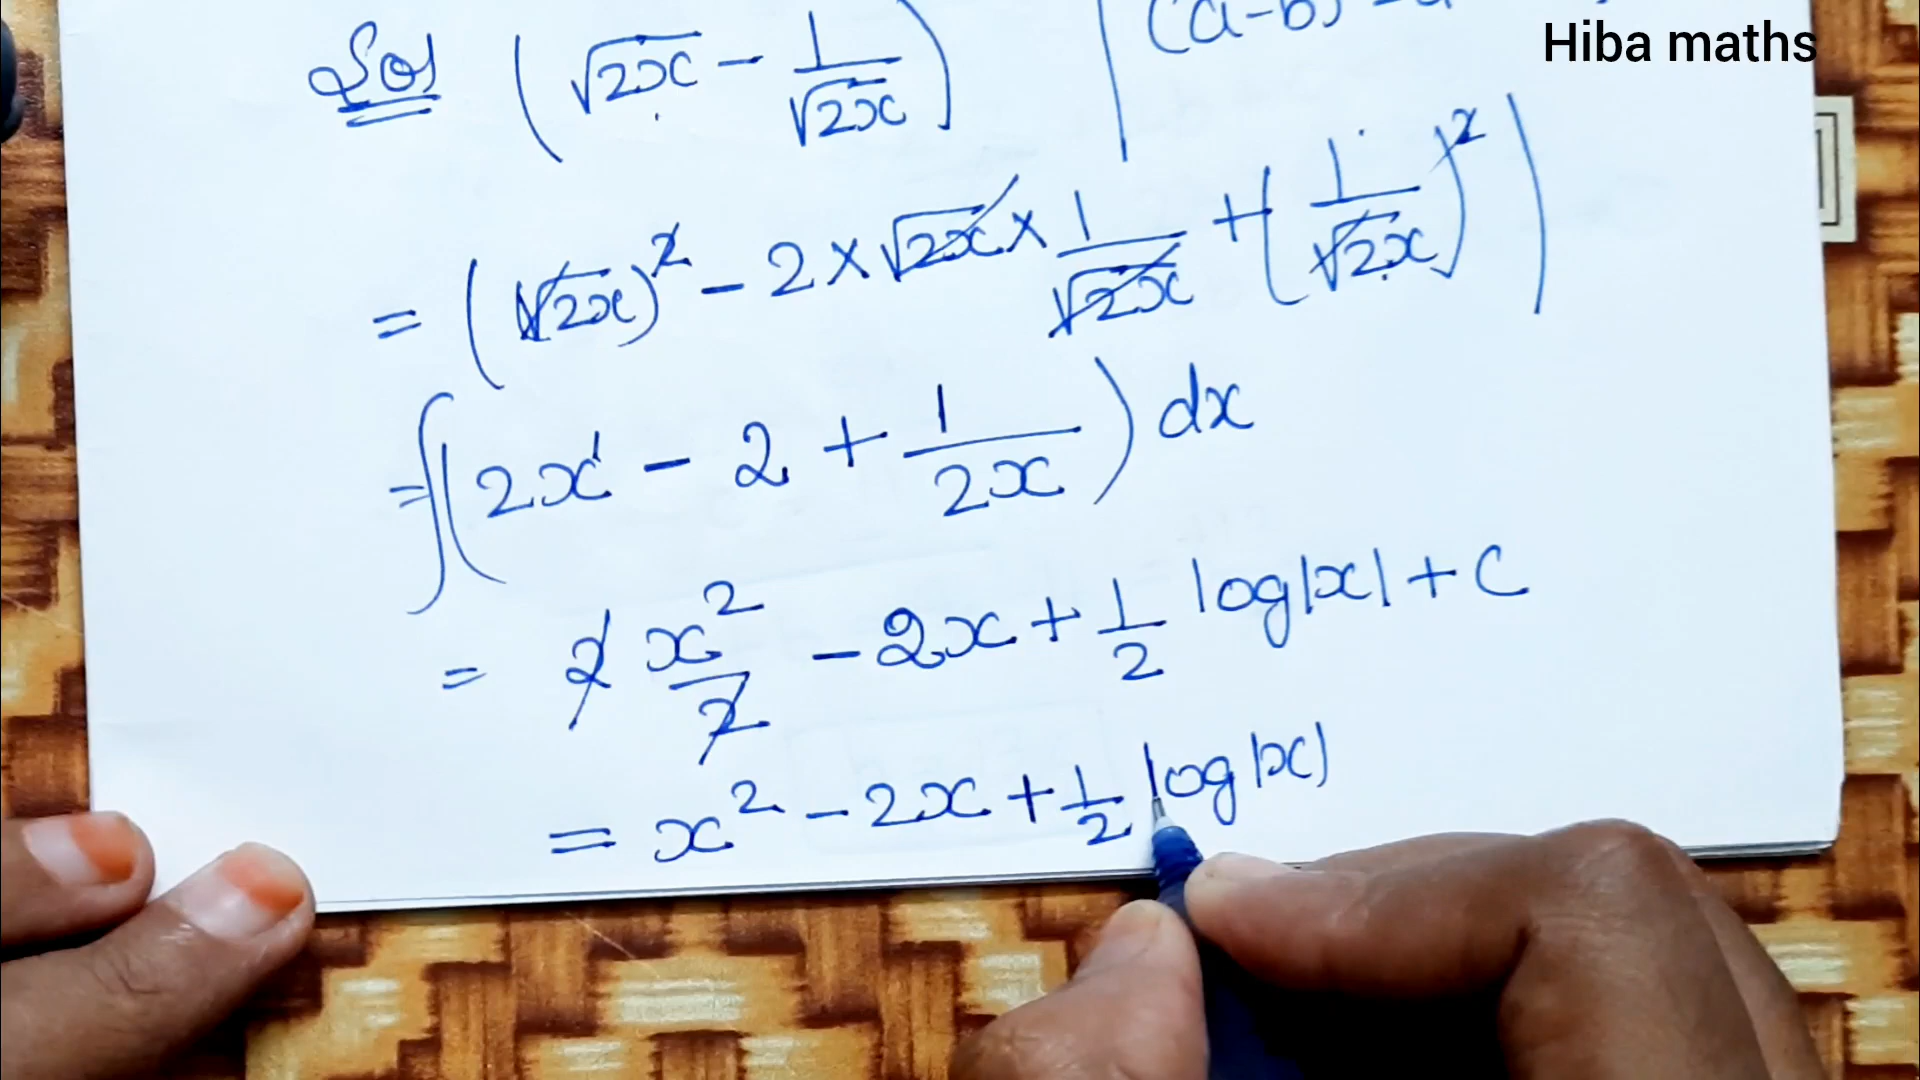 Hiba maths
Sol (√2x - 1/√2x) | (a-b)
= (√2x)² - 2 × √2x × 1/√2x + (1/√2x)² |
= ∫(2x¹ - 2 + 1/2x) dx
= 2 x²/2 - 2x + 1/2 log|x| + c
= x² - 2x + 1/2 log|x|